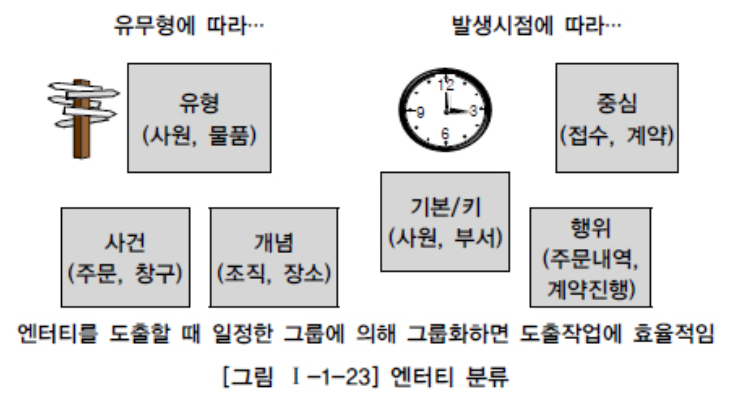 유무형에 따라…
발생시점에 따라…
유형
(사원, 물품)
12
3
6
9
중심
(접수, 계약)
사건
(주문, 창구)
개념
(조직, 장소)
기본/키
(사원, 부서)
행위
(주문내역,
계약진행)
엔터티를 도출할 때 일정한 그룹에 의해 그룹화하면 도출작업에 효율적임
[그림 Ⅰ-1-23] 엔터티 분류